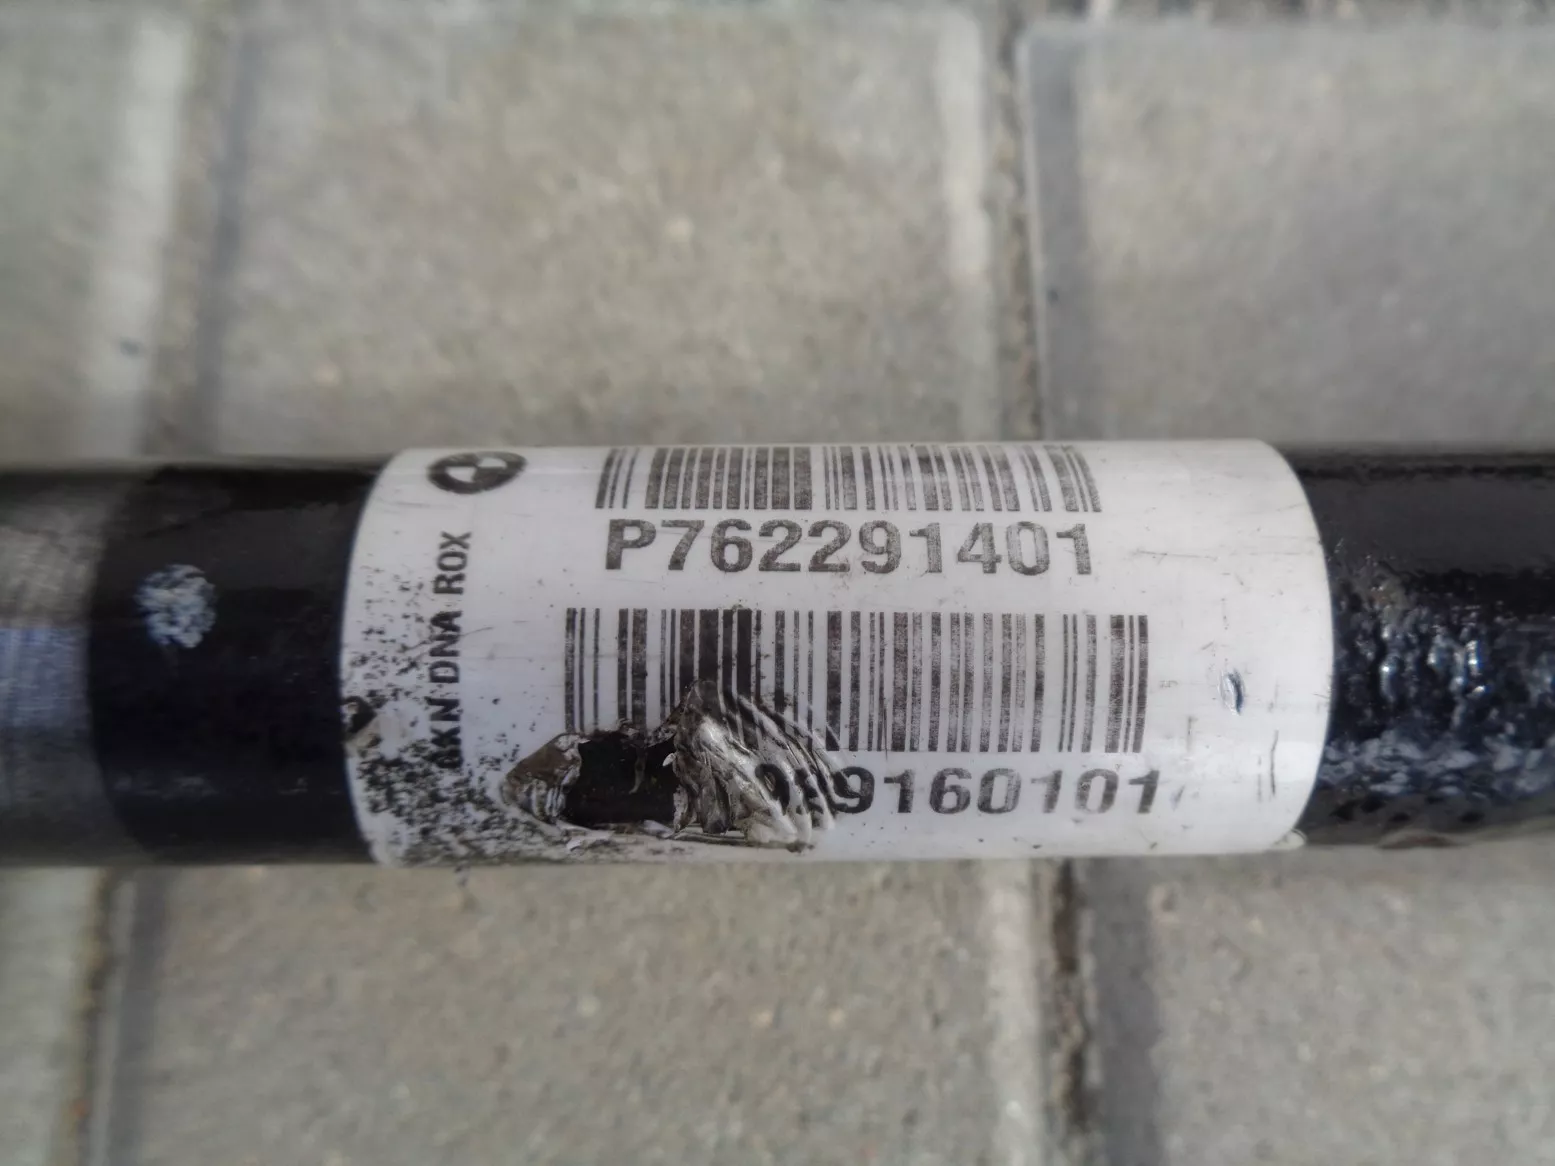 P762291401
9160101
GKN DNA ROX